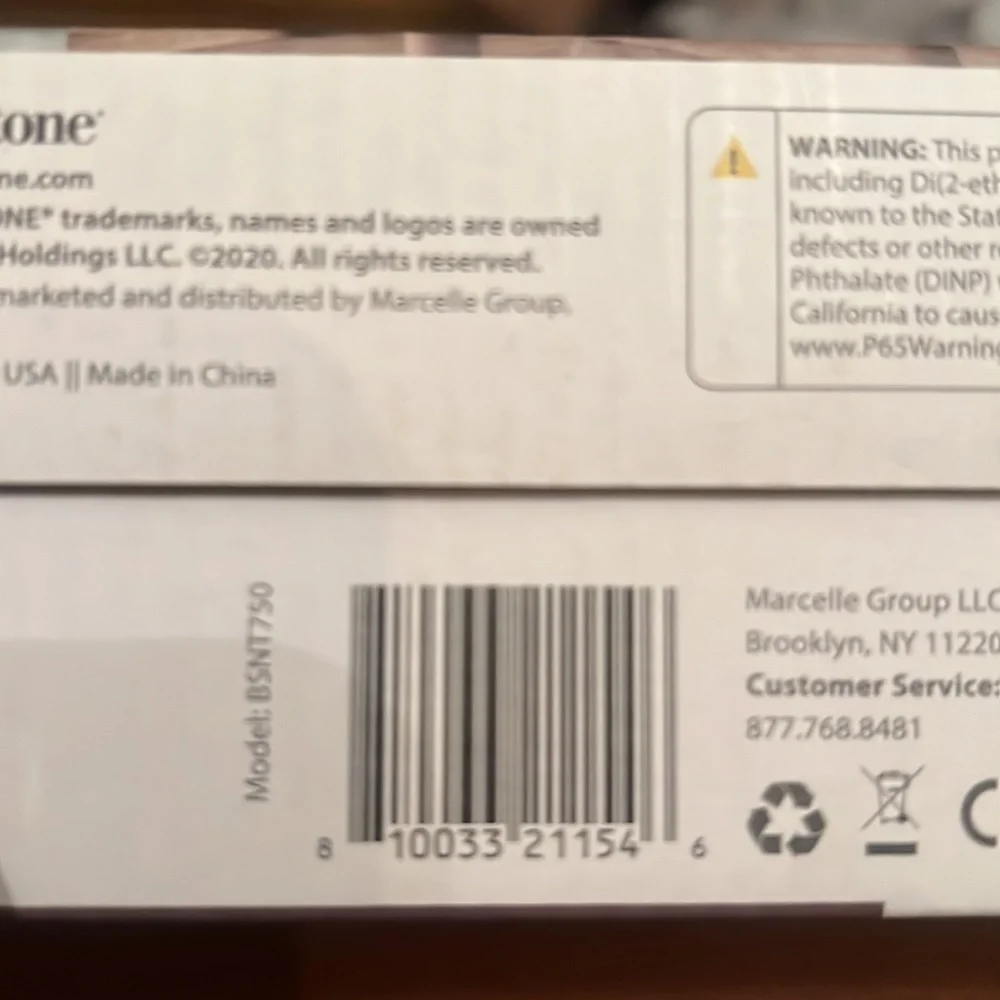 one®
ne.com
ONE® trademarks, names and logos are owned
Holdings LLC. ©2020. All rights reserved.
marketed and distributed by Marcelle Group.
USA || Made in China
WARNING: This p
including Di(2-eth
known to the Stat
defects or other r
Phthalate (DINP)
California to caus
www.P65Warning
Model: BSNT750
8 10033 21154 6
Marcelle Group LLC
Brooklyn, NY 11220
Customer Service:
877.768.8481